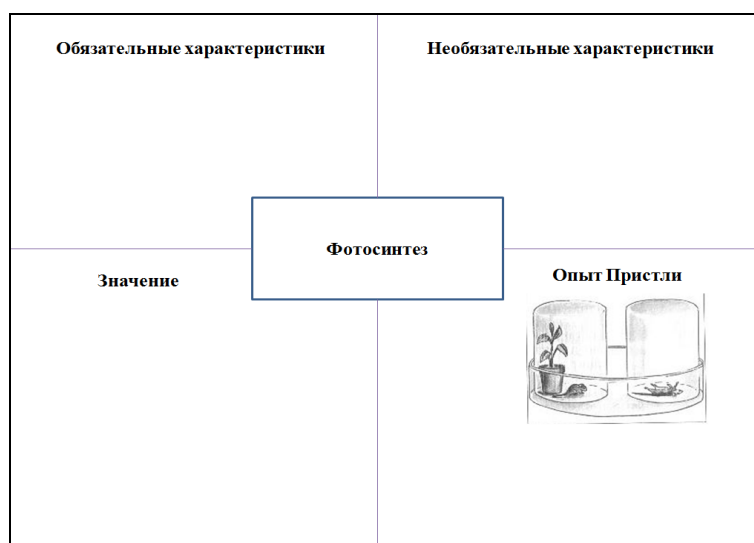 Обязательные характеристики
Необязательные характеристики
Фотосинтез
Значение
Опыт Пристли